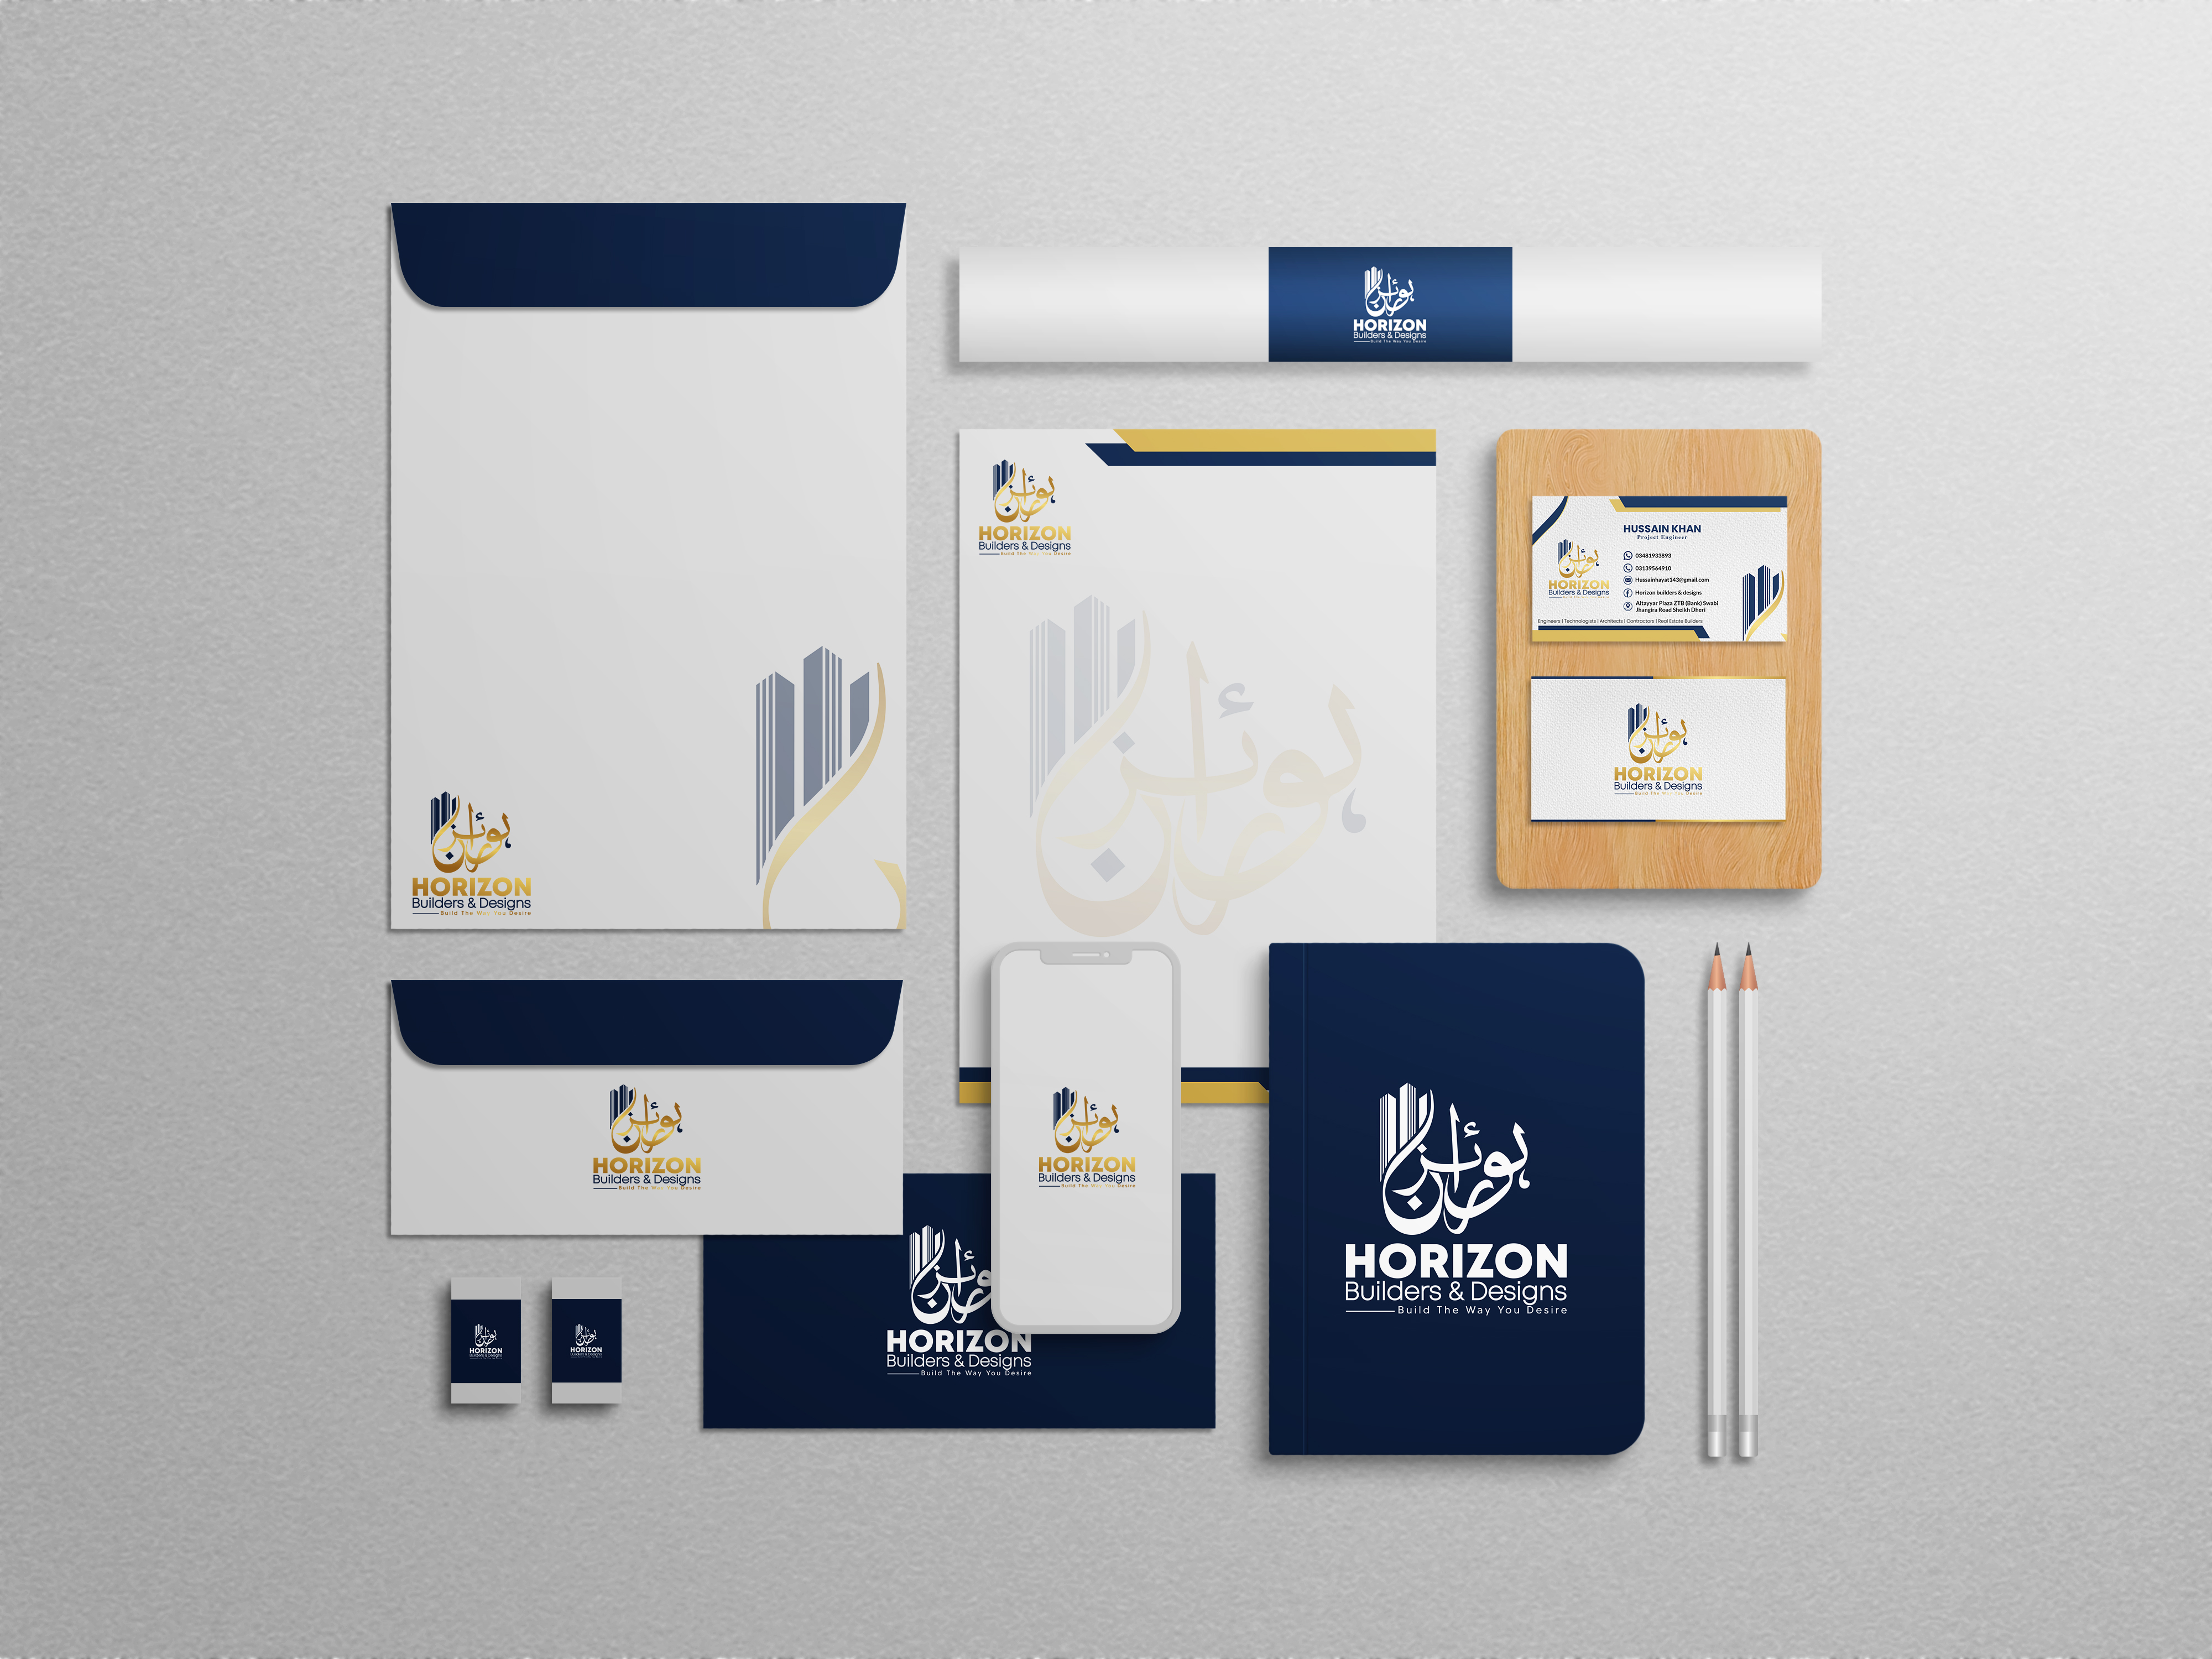 ہورائزن
HORIZON
Builders & Designs
Build The Way You Desire
ہورائزن
HORIZON
Builders & Designs
Build The Way You Desire
ہورائزن
ہورائزن
HORIZON
Builders & Designs
Build The Way You Desire
HUSSAIN KHAN
Project Engineer
03481933893
03139564910
Hussainhayat143@gmail.com
Horizon builders & designs
Altayyar Plaza ZTB (Bank) Swabi
Jhangira Road Sheikh Dheri
Engineers | Technologists | Architects | Contractors | Real Estate Builders
ہورائزن
HORIZON
Builders & Designs
Build The Way You Desire
ہورائزن
HORIZON
Builders & Designs
Build The Way You Desire
ہورائزن
HORIZON
Builders & Designs
Build The Way You Desire
ہورائزن
HORIZON
Builders & Designs
Build The Way You Desire
ہورائزن
HORIZON
Builders & Designs
Build The Way You Desire
HORIZON
Builders & Designs
Build The Way You Desire
ہورائزن
HORIZON
Builders & Designs
ہورائزن
HORIZON
Builders & Designs